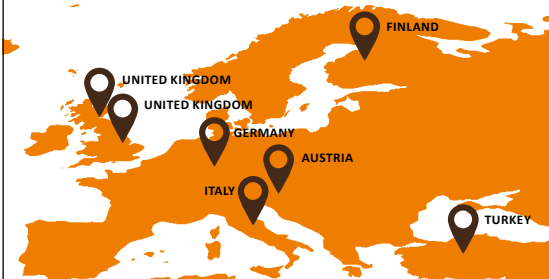 FINLAND
UNITED KINGDOM
UNITED KINGDOM
GERMANY
AUSTRIA
ITALY
TURKEY